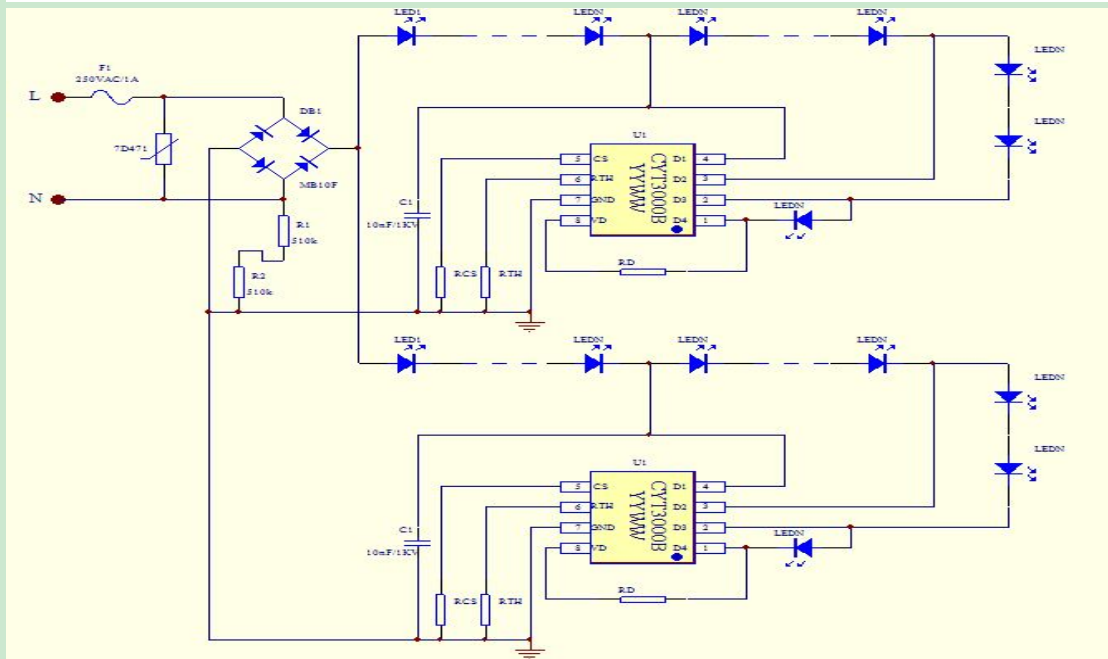 LED1 LEDN LEDN LEDN
LEDN
F1
250VAC/1A
L
DB1
LEDN
U1
7D471
5 CS D1 4
6 RTH D2 3
MB10F
N
7 GND D3 2
LEDN
8 VD D4 1
CYT3000B
YYWW
C1
10nF/1KV
R1
510k
RD
R2
510k
RCS RTH
LED1 LEDN LEDN LEDN
LEDN
LEDN
U1
5 CS D1 4
6 RTH D2 3
7 GND D3 2
LEDN
8 VD D4 1
CYT3000B
YYWW
C1
10nF/1KV
RD
RCS RTH